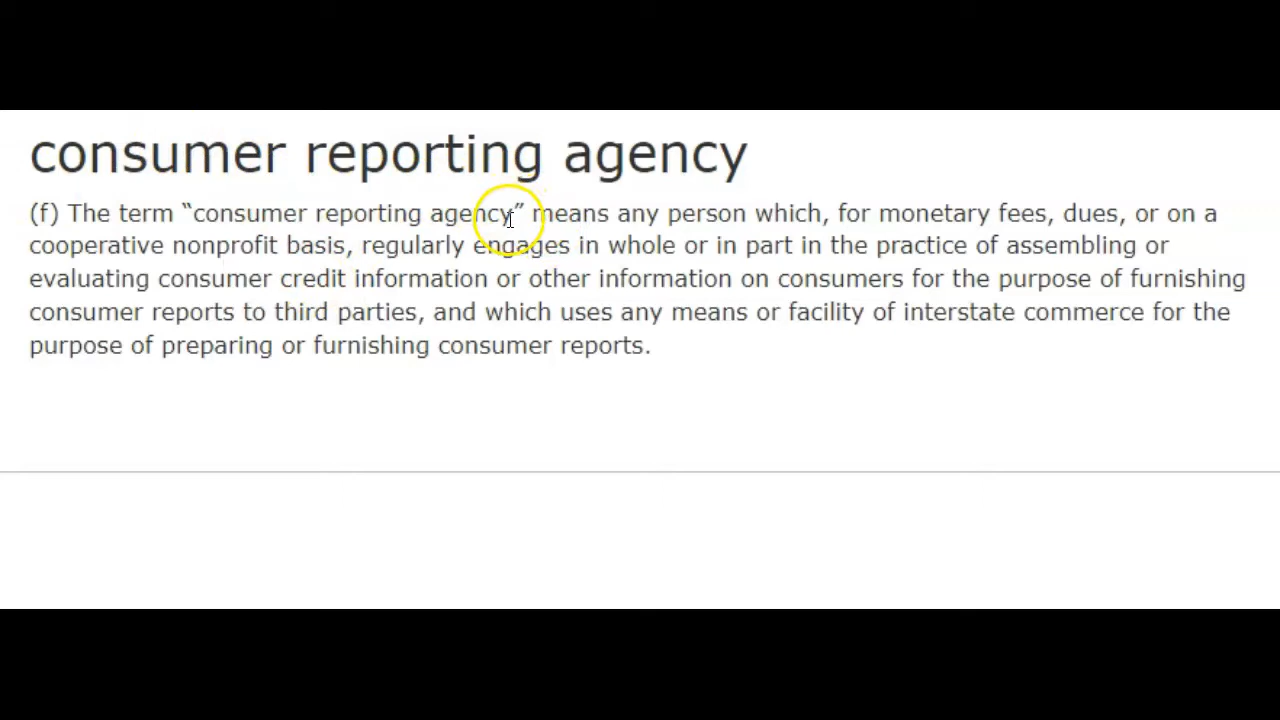 consumer reporting agency
(f) The term “consumer reporting agency” means any person which, for monetary fees, dues, or on a
cooperative nonprofit basis, regularly engages in whole or in part in the practice of assembling or
evaluating consumer credit information or other information on consumers for the purpose of furnishing
consumer reports to third parties, and which uses any means or facility of interstate commerce for the
purpose of preparing or furnishing consumer reports.